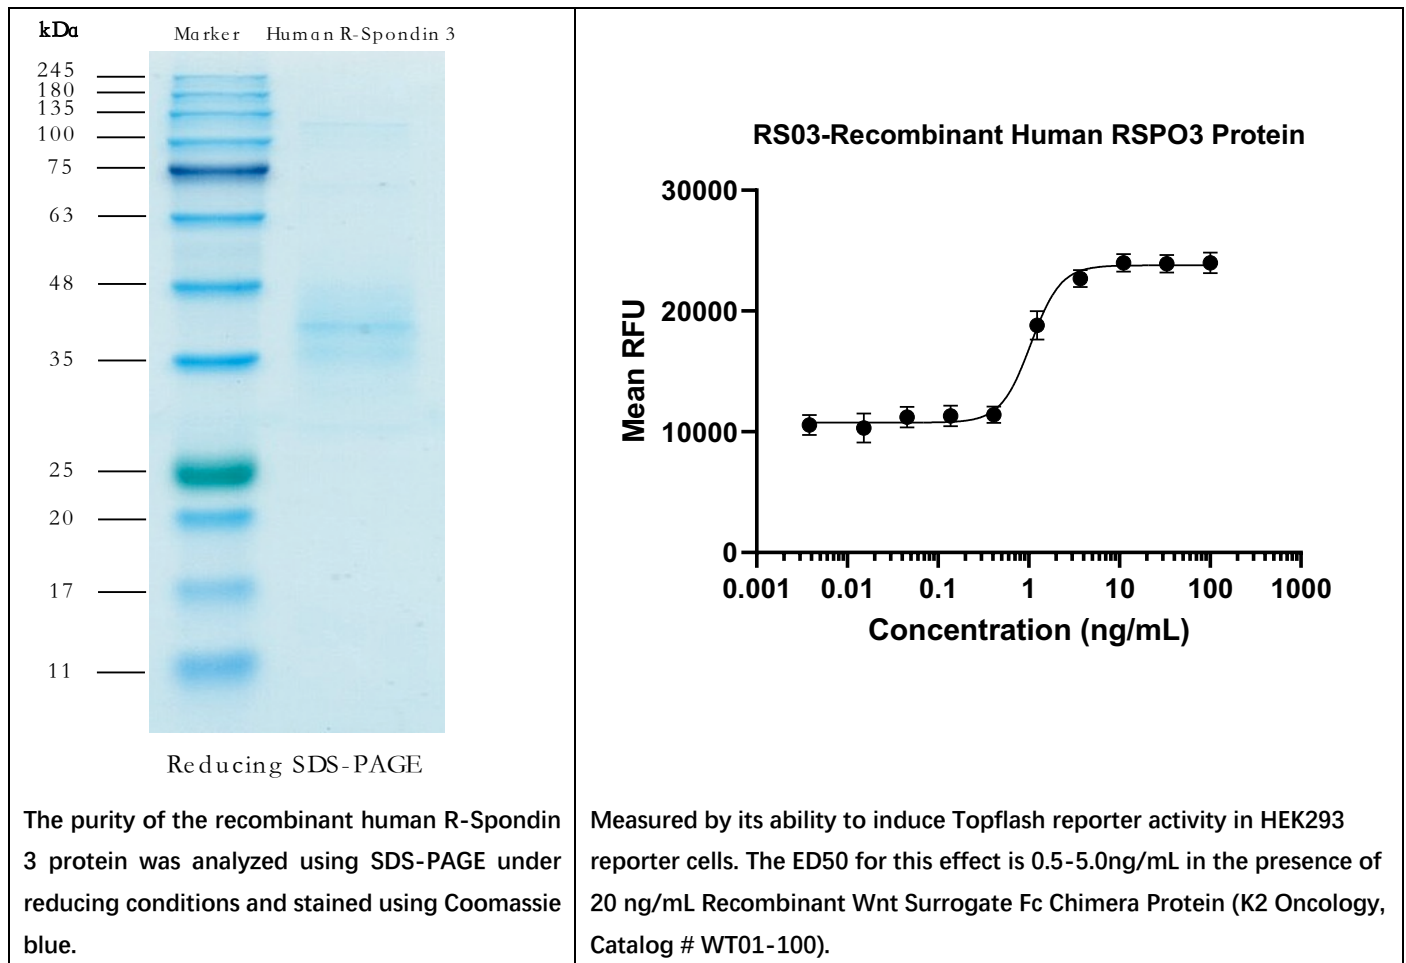 kDa
Marker Human R-Spondin 3
245
180
135
100
75
63
48
35
25
20
17
11
Reducing SDS-PAGE
The purity of the recombinant human R-Spondin
3 protein was analyzed using SDS-PAGE under
reducing conditions and stained using Coomassie
blue.
RS03-Recombinant Human RSPO3 Protein
30000
20000
10000
0
Mean RFU
0.001 0.01 0.1 1 10 100 1000
Concentration (ng/mL)
Measured by its ability to induce Topflash reporter activity in HEK293
reporter cells. The ED50 for this effect is 0.5-5.0ng/mL in the presence of
20 ng/mL Recombinant Wnt Surrogate Fc Chimera Protein (K2 Oncology,
Catalog # WT01-100).